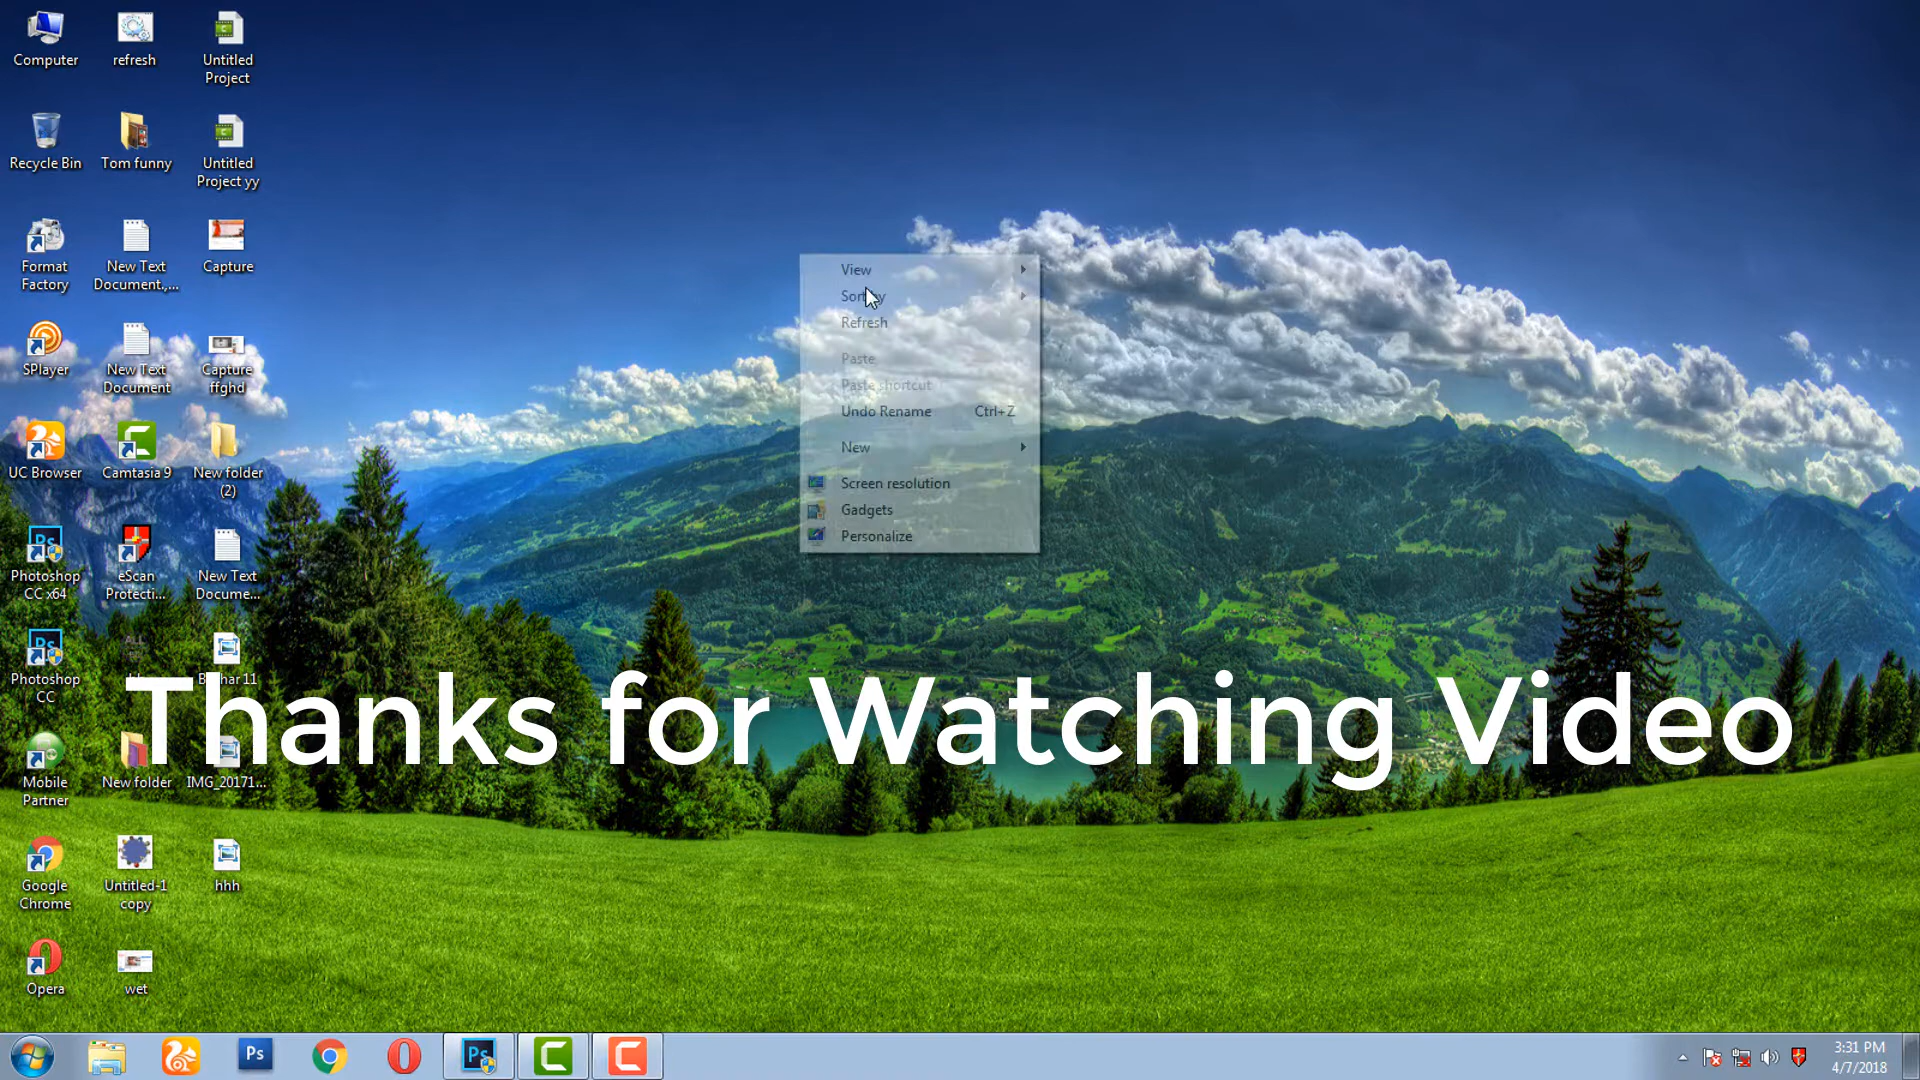 Computer
refresh
Untitled
Project
Recycle Bin
Tom funny
Untitled
Project yy
Format
Factory
New Text
Document.,...
Capture
SPlayer
New Text
Document
Capture
ffghd
UC Browser
Camtasia 9
New folder
(2)
Photoshop
CC x64
eScan
Protecti...
New Text
Docume...
Photoshop
CC
Mobile
Partner
New folder
IMG_20171...
Google
Chrome
Untitled-1
copy
hhh
Opera
wet
View
Refresh
Paste
Paste shortcut
Undo Rename Ctrl+Z
New
Screen resolution
Gadgets
Personalize
Thanks for Watching Video
3:31 PM
4/7/2018